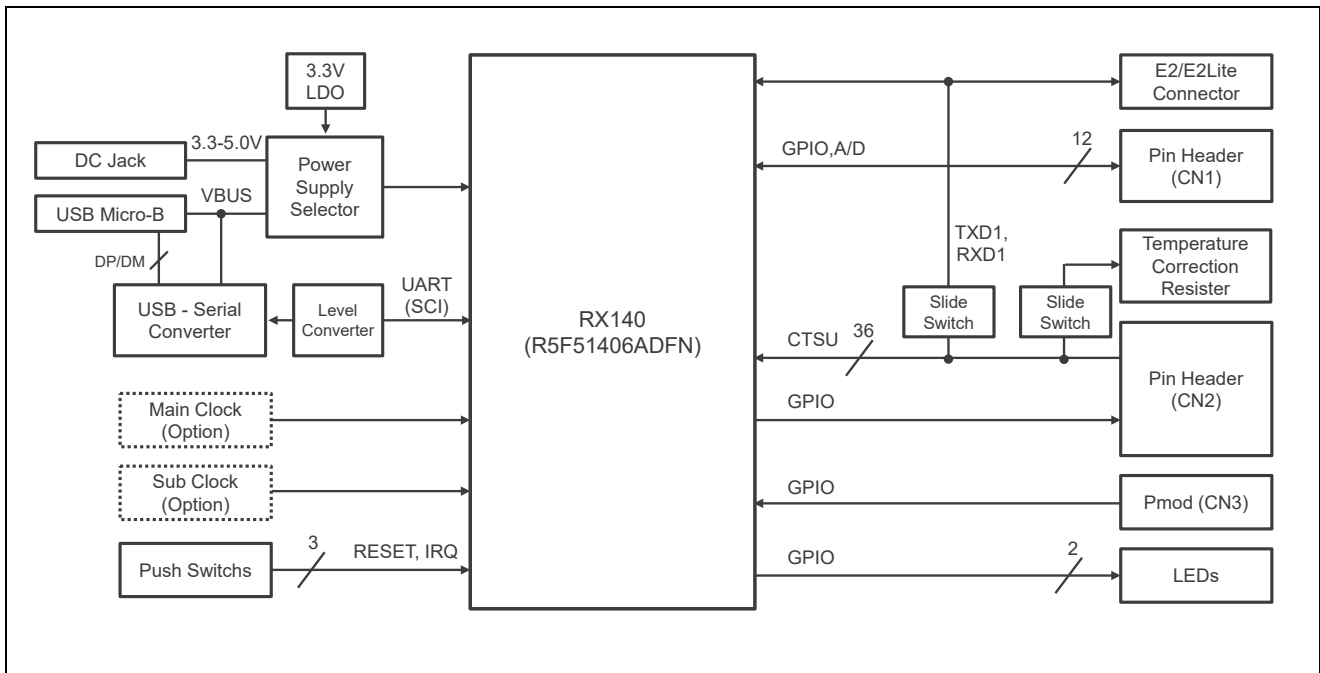 3.3V
LDO
DC Jack
3.3-5.0V
Power
Supply
Selector
USB Micro-B
VBUS
DP/DM
USB - Serial
Converter
Level
Converter
UART
(SCI)
Main Clock
(Option)
Sub Clock
(Option)
Push Switchs
3
RESET, IRQ
RX140
(R5F51406ADFN)
E2/E2Lite
Connector
GPIO,A/D
12
Pin Header
(CN1)
TXD1,
RXD1
Temperature
Correction
Resister
Slide
Switch
Slide
Switch
CTSU
36
Pin Header
(CN2)
GPIO
GPIO
Pmod (CN3)
GPIO
2
LEDs